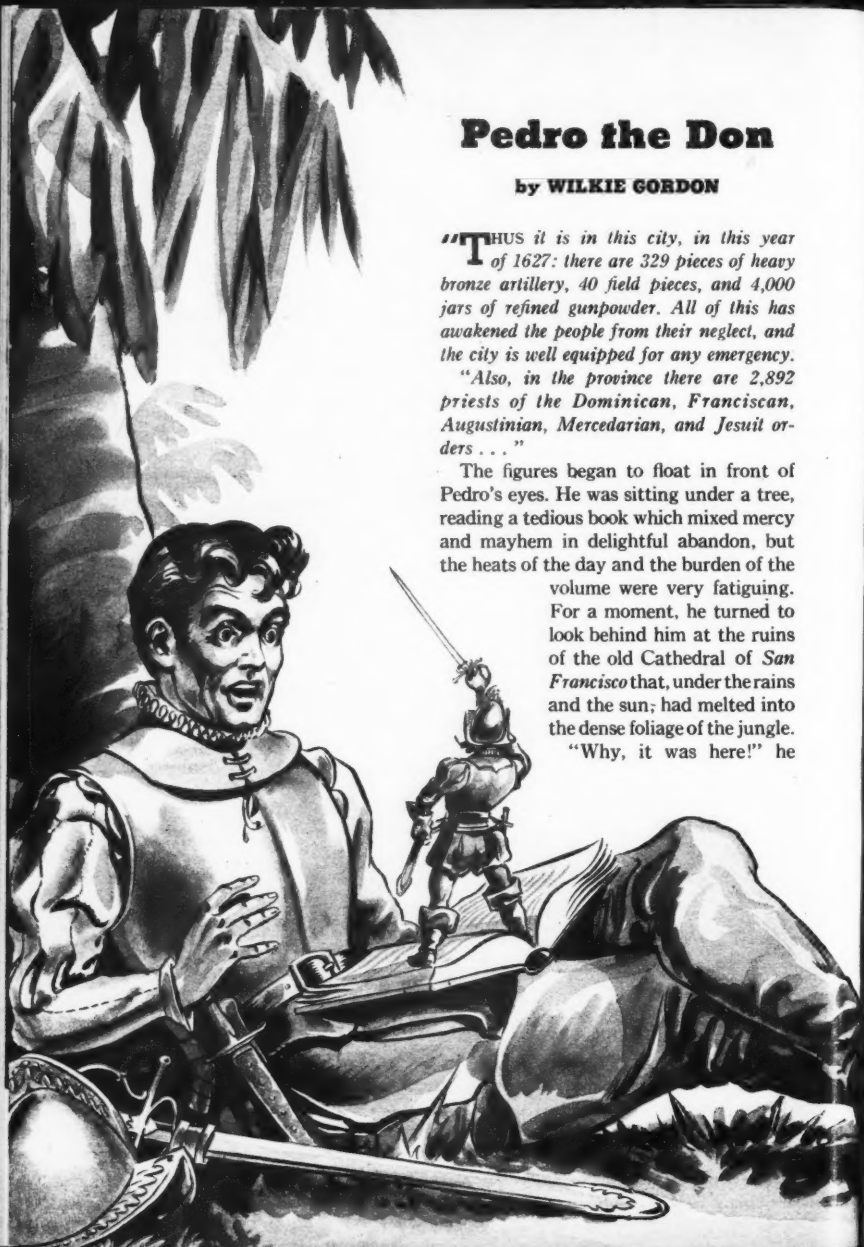 Pedro the Don
by WILKIE GORDON
"THUS it is in this city, in this year
of 1627: there are 329 pieces of heavy
bronze artillery, 40 field pieces, and 4,000
jars of refined gunpowder. All of this has
awakened the people from their neglect, and
the city is well equipped for any emergency.
"Also, in the province there are 2,892
priests of the Dominican, Franciscan,
Augustinian, Mercedarian, and Jesuit or-
ders . . . "
The figures began to float in front of
Pedro's eyes. He was sitting under a tree,
reading a tedious book which mixed mercy
and mayhem in delightful abandon, but
the heats of the day and the burden of the
volume were very fatiguing.
For a moment, he turned to
look behind him at the ruins
of the old Cathedral of San
Francisco that, under the rains
and the sun, had melted into
the dense foliage of the jungle.
"Why, it was here!" he